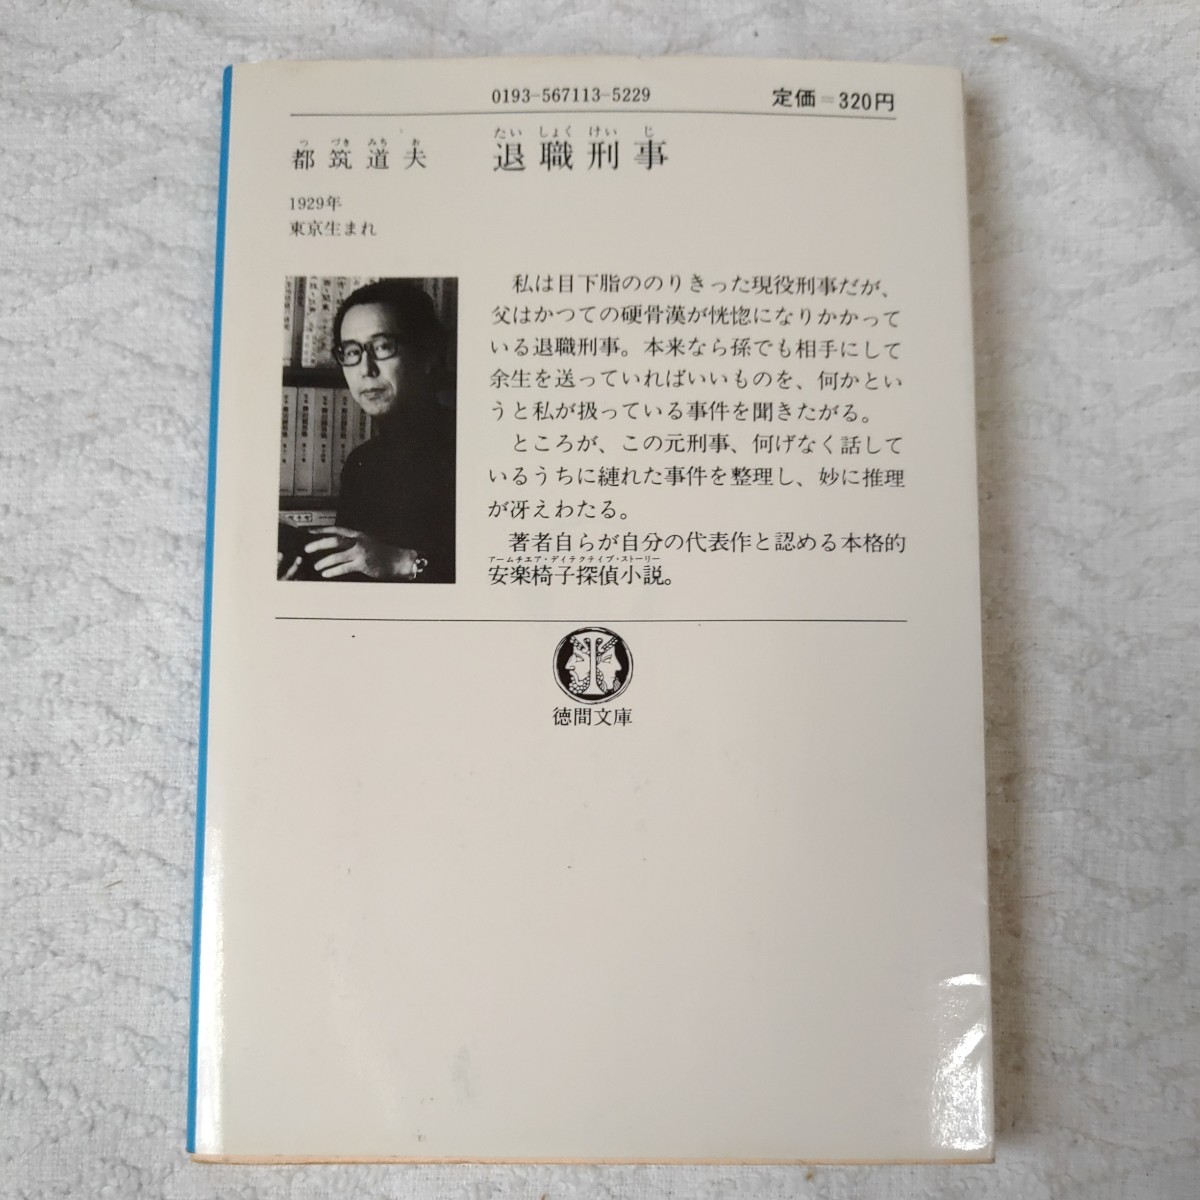 0193-567113-5229
定価=320円
つ づき みち お
都筑道夫
たい しょく けい じ
退職刑事
1929年
東京生まれ
私は目下脂ののりきった現役刑事だが、
父はかつての硬骨漢が恍惚になりかかって
いる退職刑事。本来なら孫でも相手にして
余生を送っていればいいものを、何かとい
うと私が扱っている事件を聞きたがる。
ところが、この元刑事、何げなく話して
いるうちに縺れた事件を整理し、妙に推理
が冴えわたる。
著者自らが自分の代表作と認める本格的
アームチエア・ディテクティブ・ストーリー
安楽椅子探偵小説。
徳間文庫